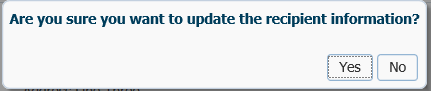 Are you sure you want to update the recipient information?
Yes No